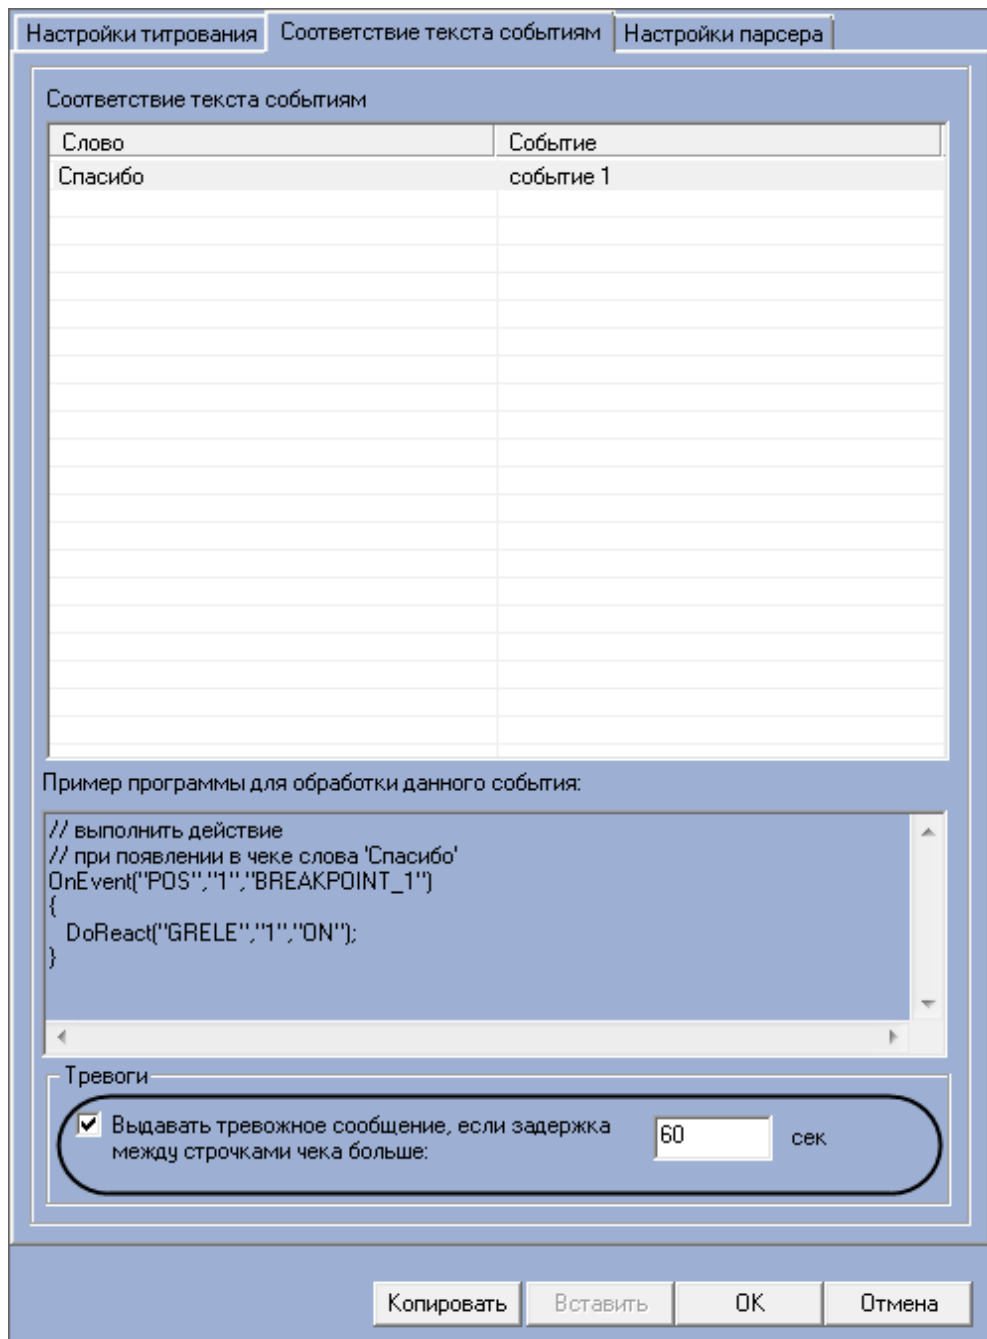 Настройки титрования Соответствие текста событиям Настройки парсера
Соответствие текста событиям
Слово Событие
Спасибо событие 1
Пример программы для обработки данного события:
// выполнить действие
// при появлении в чеке слова 'Спасибо'
OnEvent("POS","1","BREAKPOINT_1")
{
DoReact("GRELE","1","ON");
}
Тревоги
Выдавать тревожное сообщение, если задержка
между строчками чека больше:
60 сек
Копировать Вставить OK Отмена